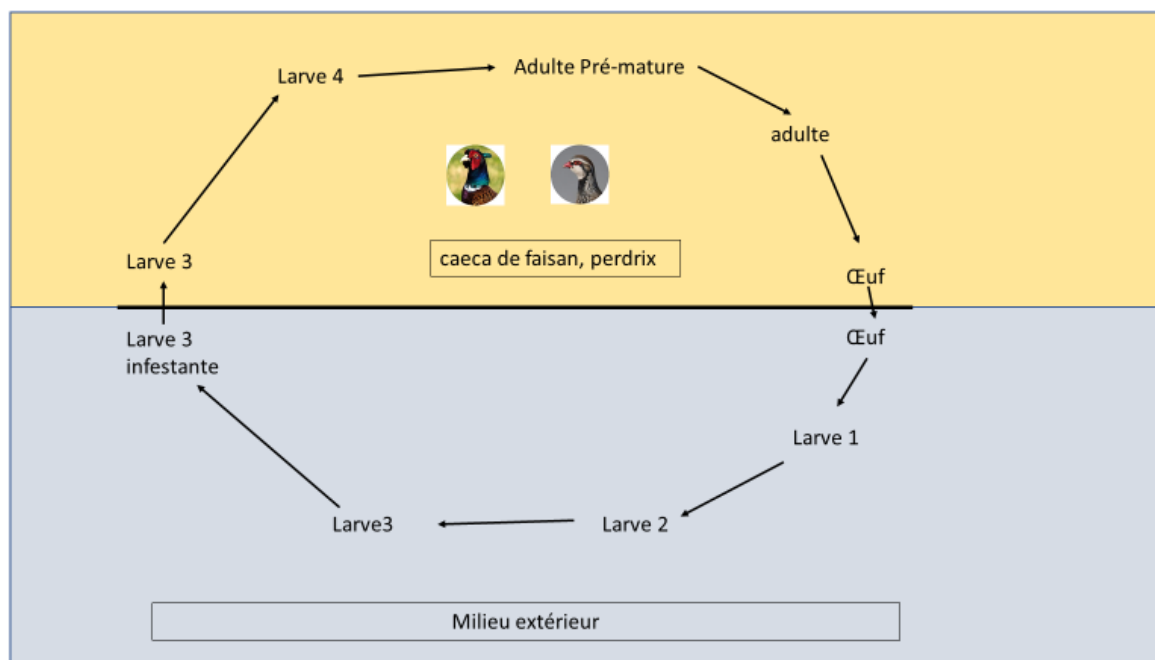 Larve 4
Adulte Pré-mature
adulte
caeca de faisan, perdrix
Larve 3
Œuf
Larve 3
infestante
Œuf
Larve 1
Larve3
Larve 2
Milieu extérieur